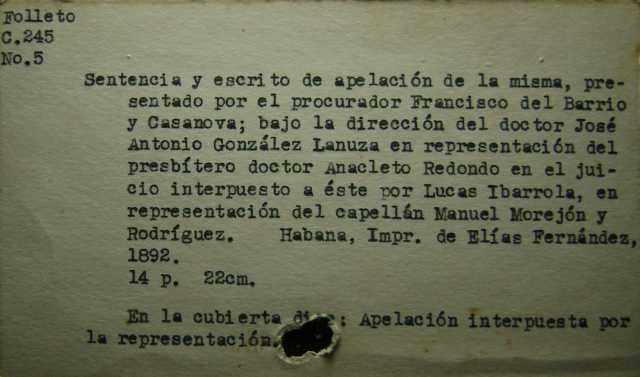 Folleto
C.245
No.5
Sentencia y escrito de apelación de la misma, pre-
sentado por el procurador Francisco del Barrio
y Casanova; bajo la dirección del doctor José
Antonio González Lanuza en representación del
presbítero doctor Anacleto Redondo en el jui-
cio interpuesto a éste por Lucas Ibarrola, en
representación del capellán Manuel Morejón y
Rodríguez. Habana, Impr. de Elías Fernández,
1892.
14 p. 22cm.
En la cubierta dice: Apelación interpuesta por
la representación.